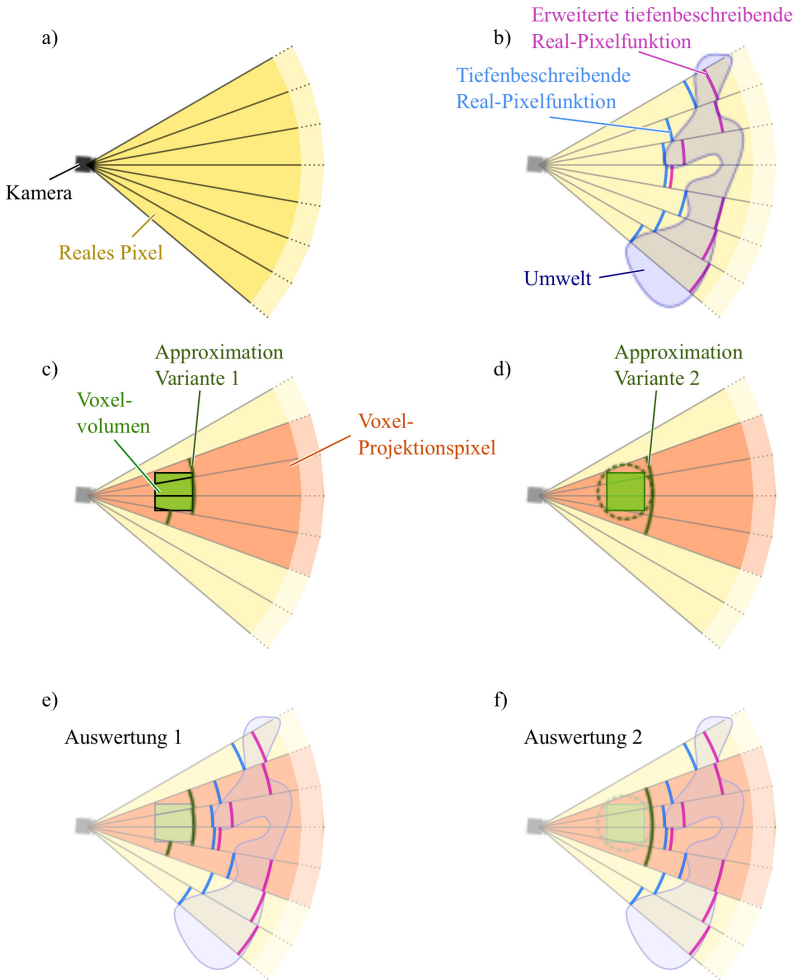 a)
Kamera
Reales Pixel
b)
Erweiterte tiefenbeschreibende
Real-Pixelfunktion
Tiefenbeschreibende
Real-Pixelfunktion
Umwelt
c)
Approximation
Variante 1
Voxel-
volumen
Voxel-
Projektionspixel
d)
Approximation
Variante 2
e)
Auswertung 1
f)
Auswertung 2